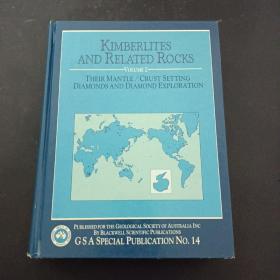 KIMBERLITES
AND RELATED ROCKS
VOLUME 2
THEIR MANTLE / CRUST SETTING
DIAMONDS AND DIAMOND EXPLORATION
PUBLISHED FOR THE GEOLOGICAL SOCIETY OF AUSTRALIA INC
BY BLACKWELL SCIENTIFIC PUBLICATIONS
GSA SPECIAL PUBLICATION NO. 14